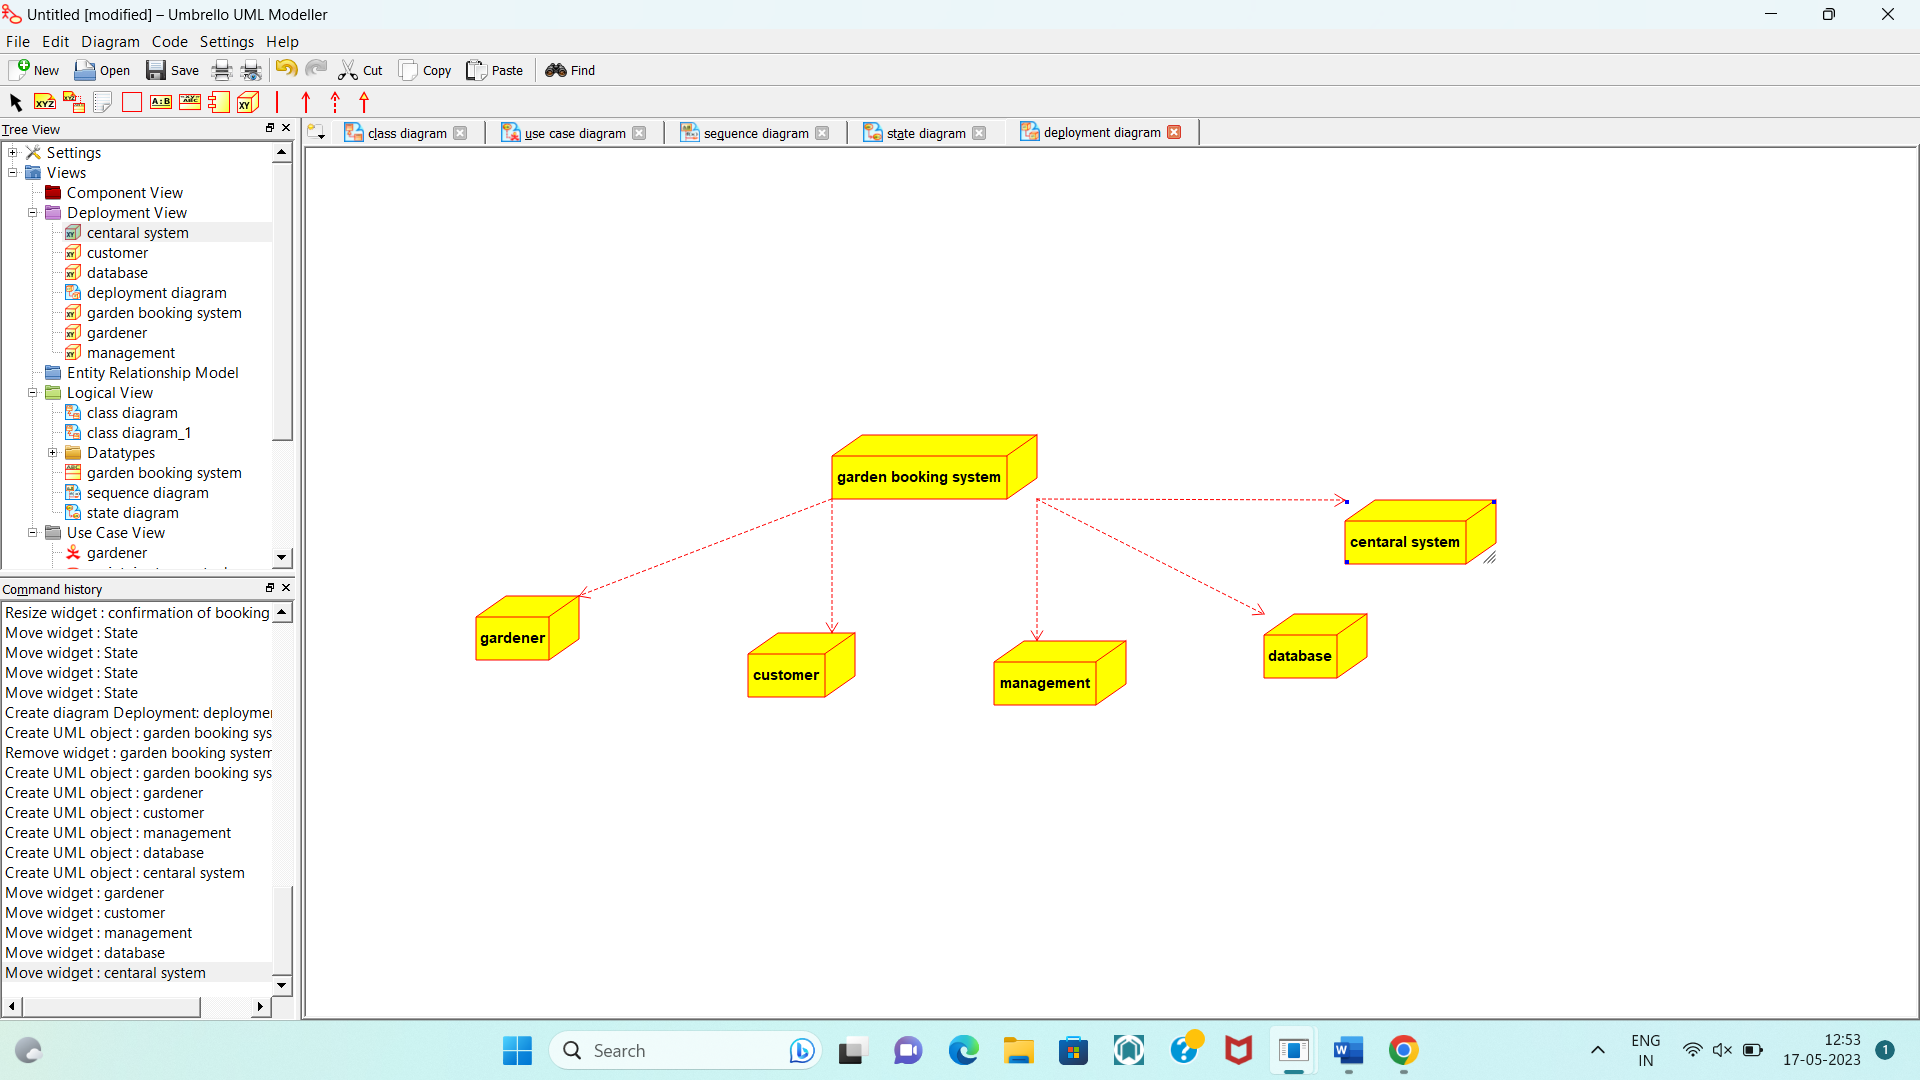 Untitled [modified] – Umbrello UML Modeller
File Edit Diagram Code Settings Help
New Open Save Cut Copy Paste Find
XYZ XYZ A:B ABC XY
Tree View
class diagram use case diagram sequence diagram state diagram deployment diagram
Settings
Views
Component View
Deployment View
centaral system
customer
database
deployment diagram
garden booking system
gardener
management
Entity Relationship Model
Logical View
class diagram
class diagram_1
Datatypes
garden booking system
sequence diagram
state diagram
Use Case View
gardener
Command history
Resize widget : confirmation of booking
Move widget : State
Move widget : State
Move widget : State
Move widget : State
Create diagram Deployment: deployme
Create UML object : garden booking sys
Remove widget : garden booking system
Create UML object : garden booking sys
Create UML object : gardener
Create UML object : customer
Create UML object : management
Create UML object : database
Create UML object : centaral system
Move widget : gardener
Move widget : customer
Move widget : management
Move widget : database
Move widget : centaral system
garden booking system
centaral system
gardener
customer
management
database
Search
ENG
IN
12:53
17-05-2023
1